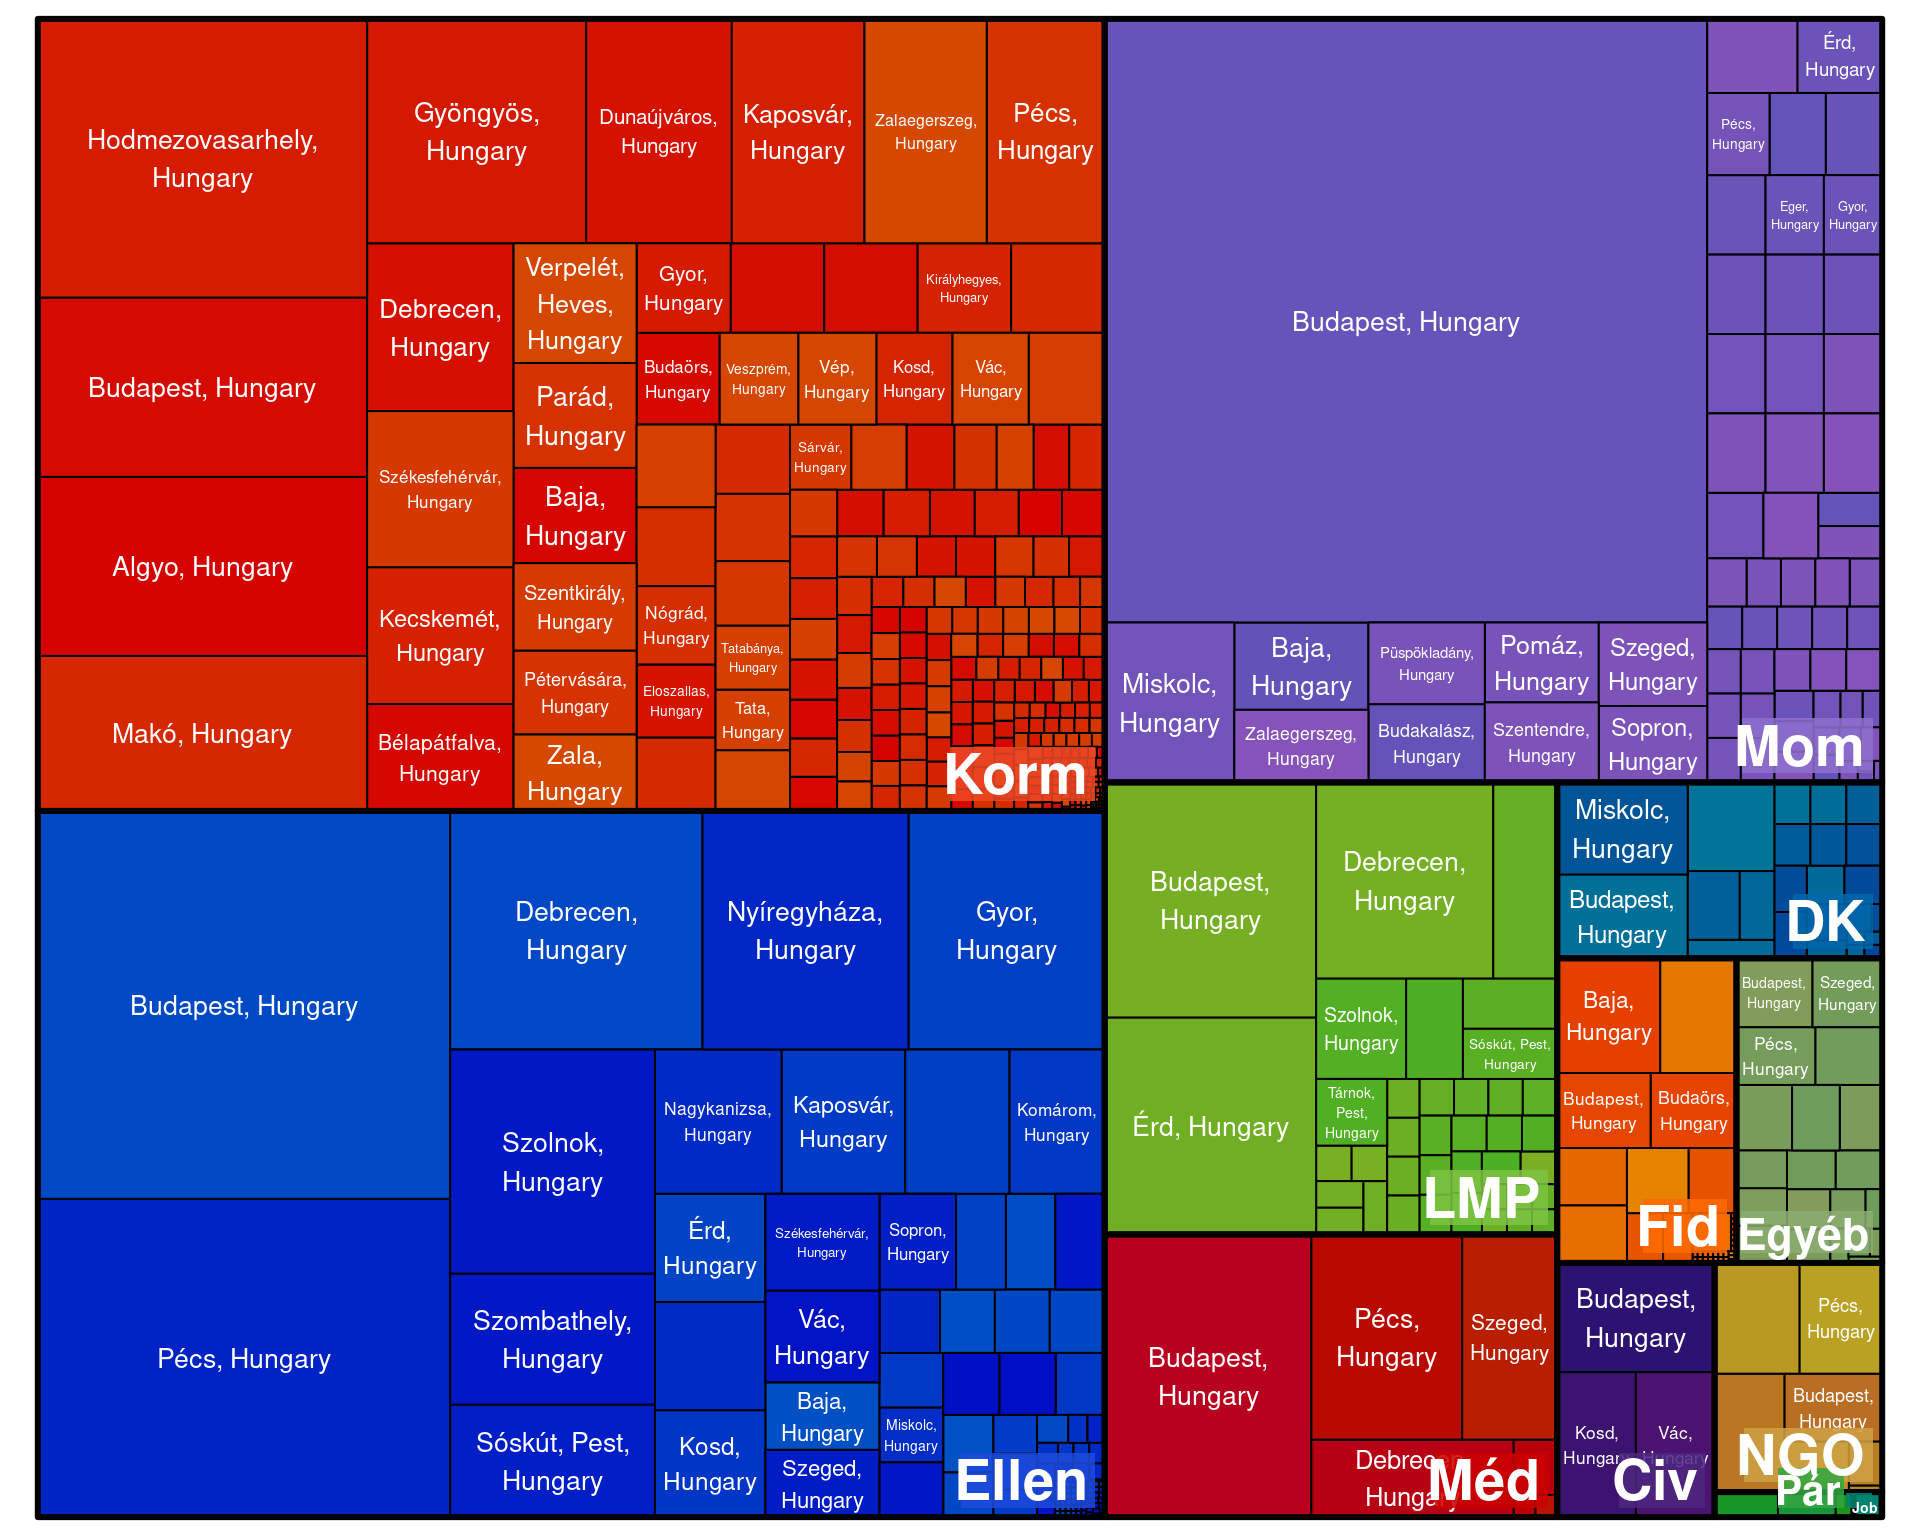 Hodmezovasarhely,
Hungary
Budapest, Hungary
Algyo, Hungary
Makó, Hungary
Gyöngyös,
Hungary
Dunaújváros,
Hungary
Kaposvár,
Hungary
Zalaegerszeg,
Hungary
Pécs,
Hungary
Debrecen,
Hungary
Székesfehérvár,
Hungary
Kecskemét,
Hungary
Bélapátfalva,
Hungary
Verpelét,
Heves,
Hungary
Parád,
Hungary
Baja,
Hungary
Szentkirály,
Hungary
Pétervására,
Hungary
Zala,
Hungary
Gyor,
Hungary
Királyhegyes,
Hungary
Budaörs,
Hungary
Veszprém,
Hungary
Vép,
Hungary
Kosd,
Hungary
Vác,
Hungary
Sárvár,
Hungary
Nógrád,
Hungary
Eloszallas,
Hungary
Tatabánya,
Hungary
Tata,
Hungary
Korm
Budapest, Hungary
Érd,
Hungary
Pécs,
Hungary
Eger,
Hungary
Gyor,
Hungary
Miskolc,
Hungary
Baja,
Hungary
Zalaegerszeg,
Hungary
Püspökladány,
Hungary
Budakalász,
Hungary
Pomáz,
Hungary
Szentendre,
Hungary
Szeged,
Hungary
Sopron,
Hungary
Mom
Budapest, Hungary
Pécs, Hungary
Debrecen,
Hungary
Nyíregyháza,
Hungary
Gyor,
Hungary
Szolnok,
Hungary
Szombathely,
Hungary
Sóskút, Pest,
Hungary
Nagykanizsa,
Hungary
Kaposvár,
Hungary
Komárom,
Hungary
Érd,
Hungary
Kosd,
Hungary
Székesfehérvár,
Hungary
Vác,
Hungary
Baja,
Hungary
Szeged,
Hungary
Sopron,
Hungary
Miskolc,
Hungary
Ellen
Budapest,
Hungary
Érd, Hungary
Debrecen,
Hungary
Szolnok,
Hungary
Sóskút, Pest,
Hungary
Tárnok,
Pest,
Hungary
LMP
Miskolc,
Hungary
Budapest,
Hungary
DK
Baja,
Hungary
Budapest,
Hungary
Budaörs,
Hungary
Fid
Budapest,
Hungary
Szeged,
Hungary
Pécs,
Hungary
Egyéb
Budapest,
Hungary
Pécs,
Hungary
Szeged,
Hungary
Debrecen,
Hungary
Méd
Budapest,
Hungary
Kosd,
Hungary
Vác,
Hungary
Civ
Pécs,
Hungary
Budapest,
Hungary
NGO
Pár
Job